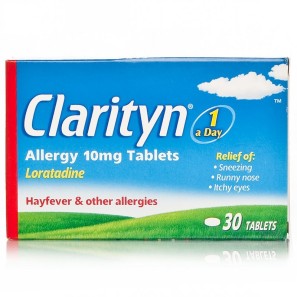 Clarityn®
1
a Day
™
Allergy 10mg Tablets
Loratadine
Relief of:
• Sneezing
• Runny nose
• Itchy eyes
Hayfever & other allergies
30 TABLETS